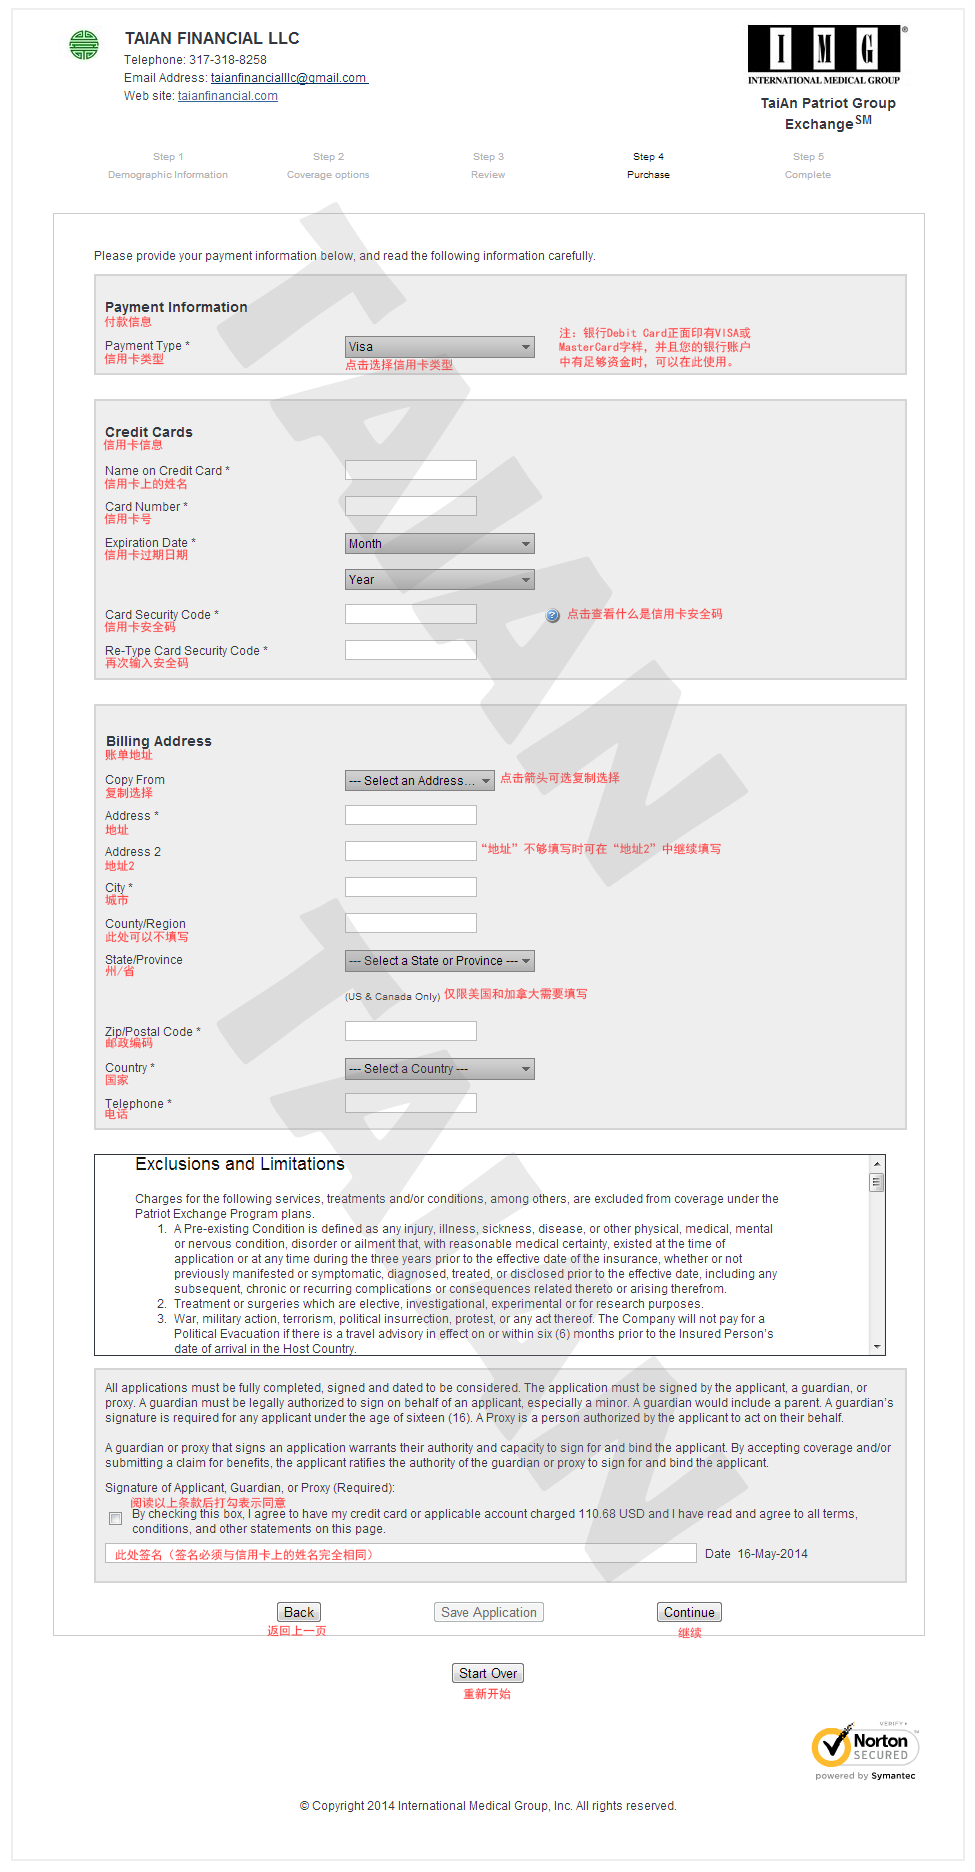 TAIAN FINANCIAL LLC
Telephone: 317-318-8258
Email Address: taianfinancialllc@gmail.com
Web site: taianfinancial.com
IMG ®
INTERNATIONAL MEDICAL GROUP
TaiAn Patriot Group
Exchange SM
Step 1
Demographic Information
Step 2
Coverage options
Step 3
Review
Step 4
Purchase
Step 5
Complete
Please provide your payment information below, and read the following information carefully.
Payment Information
付款信息
Payment Type *
信用卡类型
Visa
点击选择信用卡类型
注：银行Debit Card正面印有VISA或
MasterCard字样，并且您的银行账户
中有足够资金时，可以在此使用。
Credit Cards
信用卡信息
Name on Credit Card *
信用卡上的姓名
Card Number *
信用卡号
Expiration Date *
信用卡过期日期
Month
Year
Card Security Code *
信用卡安全码
? 点击查看什么是信用卡安全码
Re-Type Card Security Code *
再次输入安全码
Billing Address
账单地址
Copy From
复制选择
--- Select an Address...
点击箭头可选复制选择
Address *
地址
Address 2
地址2
“地址”不够填写时可在“地址2”中继续填写
City *
城市
County/Region
此处可以不填写
State/Province
州/省
--- Select a State or Province ---
(US & Canada Only) 仅限美国和加拿大需要填写
Zip/Postal Code *
邮政编码
Country *
国家
--- Select a Country ---
Telephone *
电话
Exclusions and Limitations
Charges for the following services, treatments and/or conditions, among others, are excluded from coverage under the
Patriot Exchange Program plans.
1. A Pre-existing Condition is defined as any injury, illness, sickness, disease, or other physical, medical, mental
or nervous condition, disorder or ailment that, with reasonable medical certainty, existed at the time of
application or at any time during the three years prior to the effective date of the insurance, whether or not
previously manifested or symptomatic, diagnosed, treated, or disclosed prior to the effective date, including any
subsequent, chronic or recurring complications or consequences related thereto or arising therefrom.
2. Treatment or surgeries which are elective, investigational, experimental or for research purposes.
3. War, military action, terrorism, political insurrection, protest, or any act thereof. The Company will not pay for a
Political Evacuation if there is a travel advisory in effect on or within six (6) months prior to the Insured Person's
date of arrival in the Host Country.
All applications must be fully completed, signed and dated to be considered. The application must be signed by the applicant, a guardian, or
proxy. A guardian must be legally authorized to sign on behalf of an applicant, especially a minor. A guardian would include a parent. A guardian's
signature is required for any applicant under the age of sixteen (16). A Proxy is a person authorized by the applicant to act on their behalf.
A guardian or proxy that signs an application warrants their authority and capacity to sign for and bind the applicant. By accepting coverage and/or
submitting a claim for benefits, the applicant ratifies the authority of the guardian or proxy to sign for and bind the applicant.
Signature of Applicant, Guardian, or Proxy (Required):
阅读以上条款后打勾表示同意
By checking this box, I agree to have my credit card or applicable account charged 110.68 USD and I have read and agree to all terms,
conditions, and other statements on this page.
此处签名（签名必须与信用卡上的姓名完全相同）
Date 16-May-2014
Back
返回上一页
Save Application
Continue
继续
Start Over
重新开始
VERIFY
Norton
SECURED
powered by Symantec
© Copyright 2014 International Medical Group, Inc. All rights reserved.
TAIAN
TAIAN